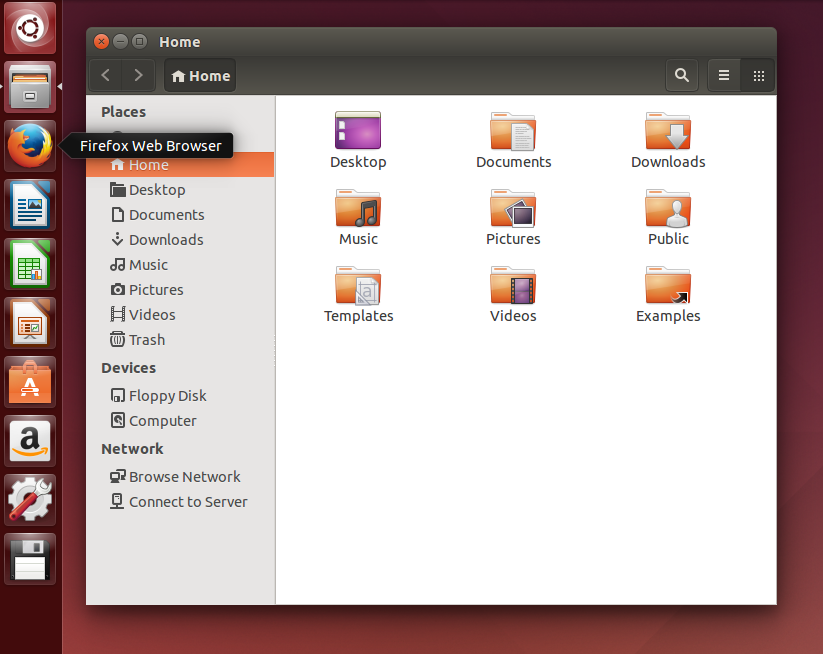 Home
Home
Places
Firefox Web Browser
Home
Desktop
Documents
Downloads
Music
Pictures
Videos
Trash
Devices
Floppy Disk
Computer
Network
Browse Network
Connect to Server
Desktop
Documents
Downloads
Music
Pictures
Public
Templates
Videos
Examples